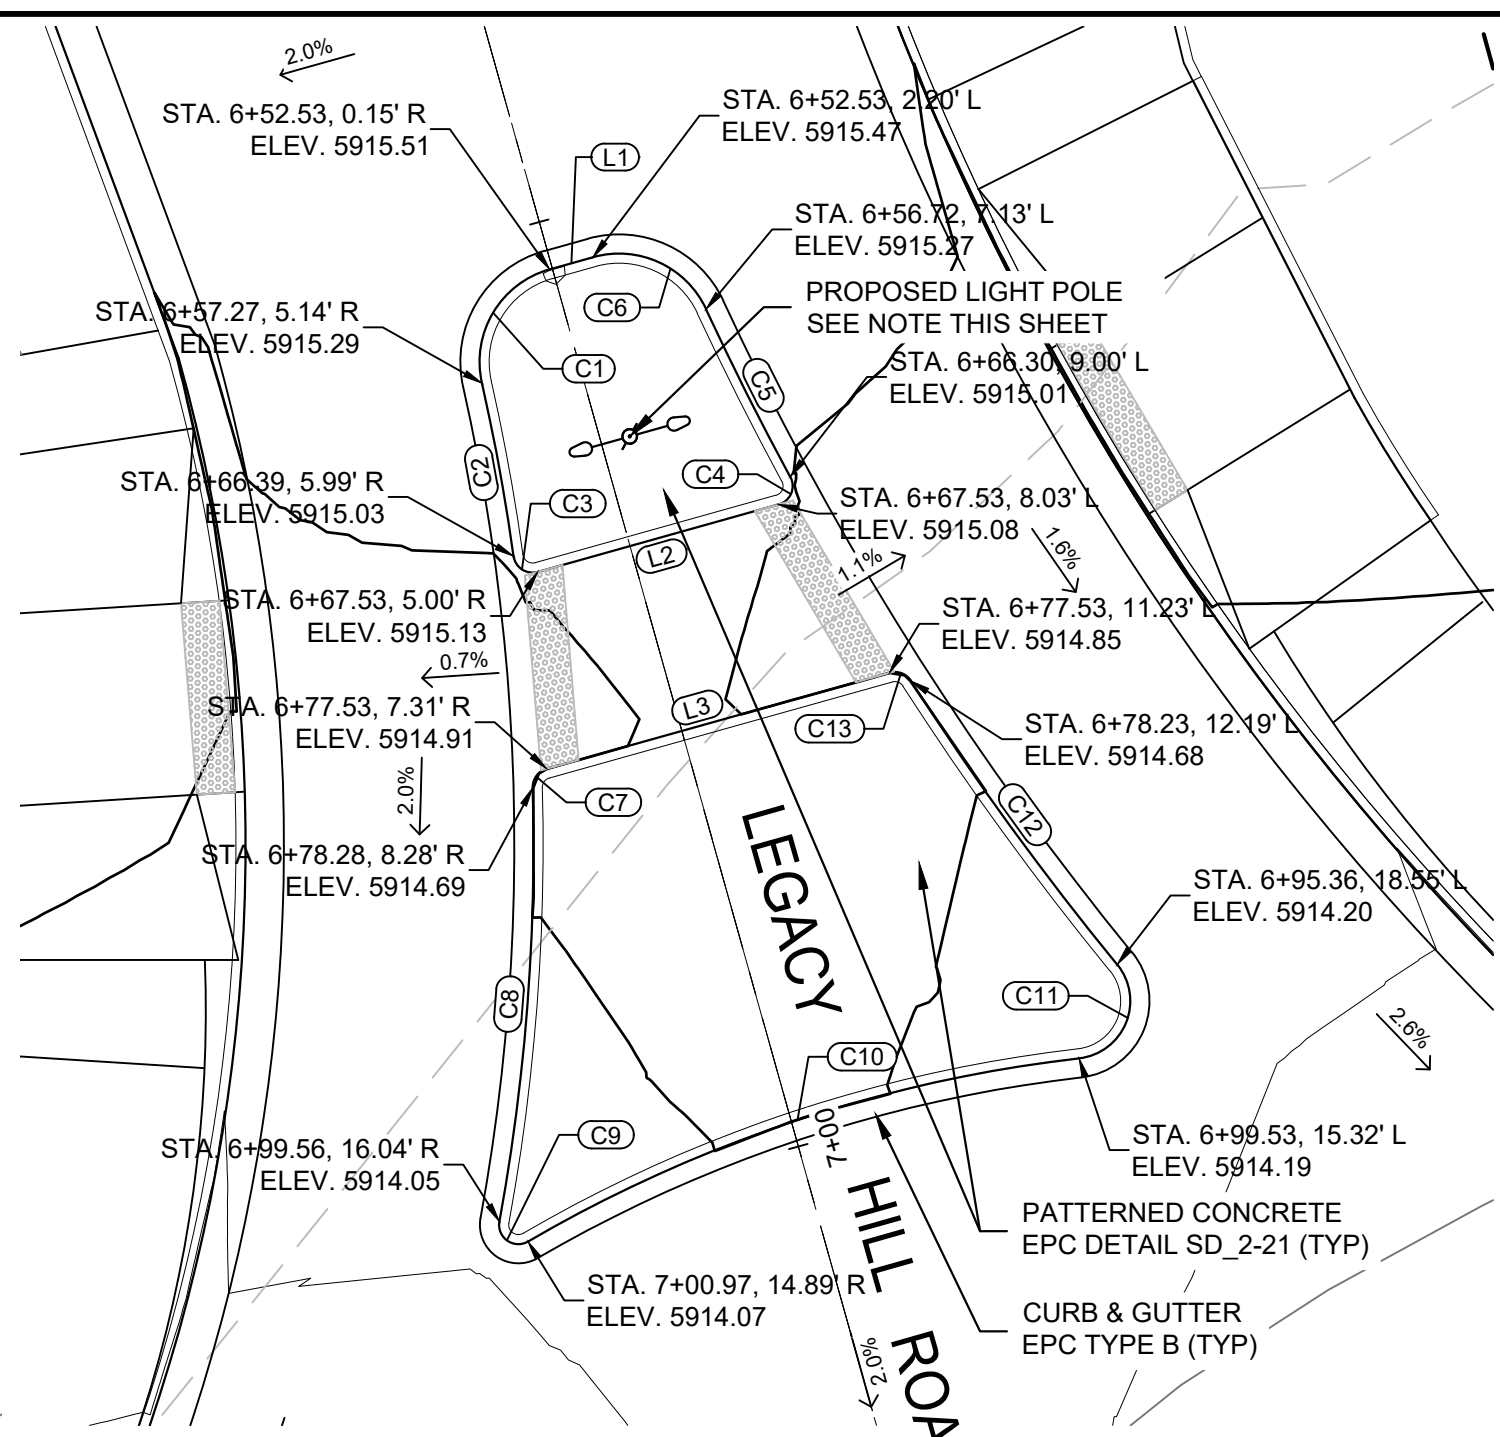 2.0%
STA. 6+52.53, 0.15' R
ELEV. 5915.51
STA. 6+52.53, 2.20' L
ELEV. 5915.47
L1
STA. 6+56.72, 7.13' L
ELEV. 5915.27
C6
PROPOSED LIGHT POLE
SEE NOTE THIS SHEET
STA. 6+57.27, 5.14' R
ELEV. 5915.29
C1
C5
STA. 6+66.30, 9.00' L
ELEV. 5915.01
C2
C4
STA. 6+66.39, 5.99' R
ELEV. 5915.03
C3
STA. 6+67.53, 8.03' L
ELEV. 5915.08
L2
1.1%
1.6%
STA. 6+67.53, 5.00' R
ELEV. 5915.13
STA. 6+77.53, 11.23' L
ELEV. 5914.85
0.7%
STA. 6+77.53, 7.31' R
ELEV. 5914.91
L3
C13
STA. 6+78.23, 12.19' L
ELEV. 5914.68
2.0%
C7
C12
STA. 6+78.28, 8.28' R
ELEV. 5914.69
LEGACY HILL ROA
STA. 6+95.36, 18.55' L
ELEV. 5914.20
C8
C11
2.6%
C10
7+00
C9
STA. 6+99.56, 16.04' R
ELEV. 5914.05
STA. 6+99.53, 15.32' L
ELEV. 5914.19
PATTERNED CONCRETE
EPC DETAIL SD_2-21 (TYP)
STA. 7+00.97, 14.89' R
ELEV. 5914.07
CURB & GUTTER
EPC TYPE B (TYP)
2.0%